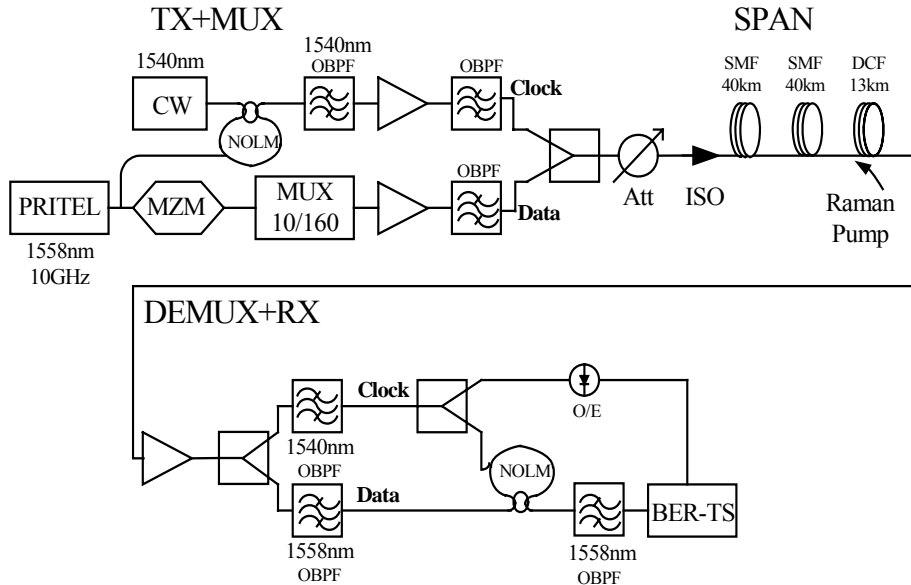 TX+MUX
SPAN
1540nm
CW
NOLM
1540nm
OBPF
OBPF
Clock
PRITEL
1558nm
10GHz
MZM
MUX
10/160
OBPF
Data
Att
ISO
SMF
40km
SMF
40km
DCF
13km
Raman
Pump
DEMUX+RX
1540nm
OBPF
Clock
O/E
NOLM
1558nm
OBPF
Data
1558nm
OBPF
BER-TS